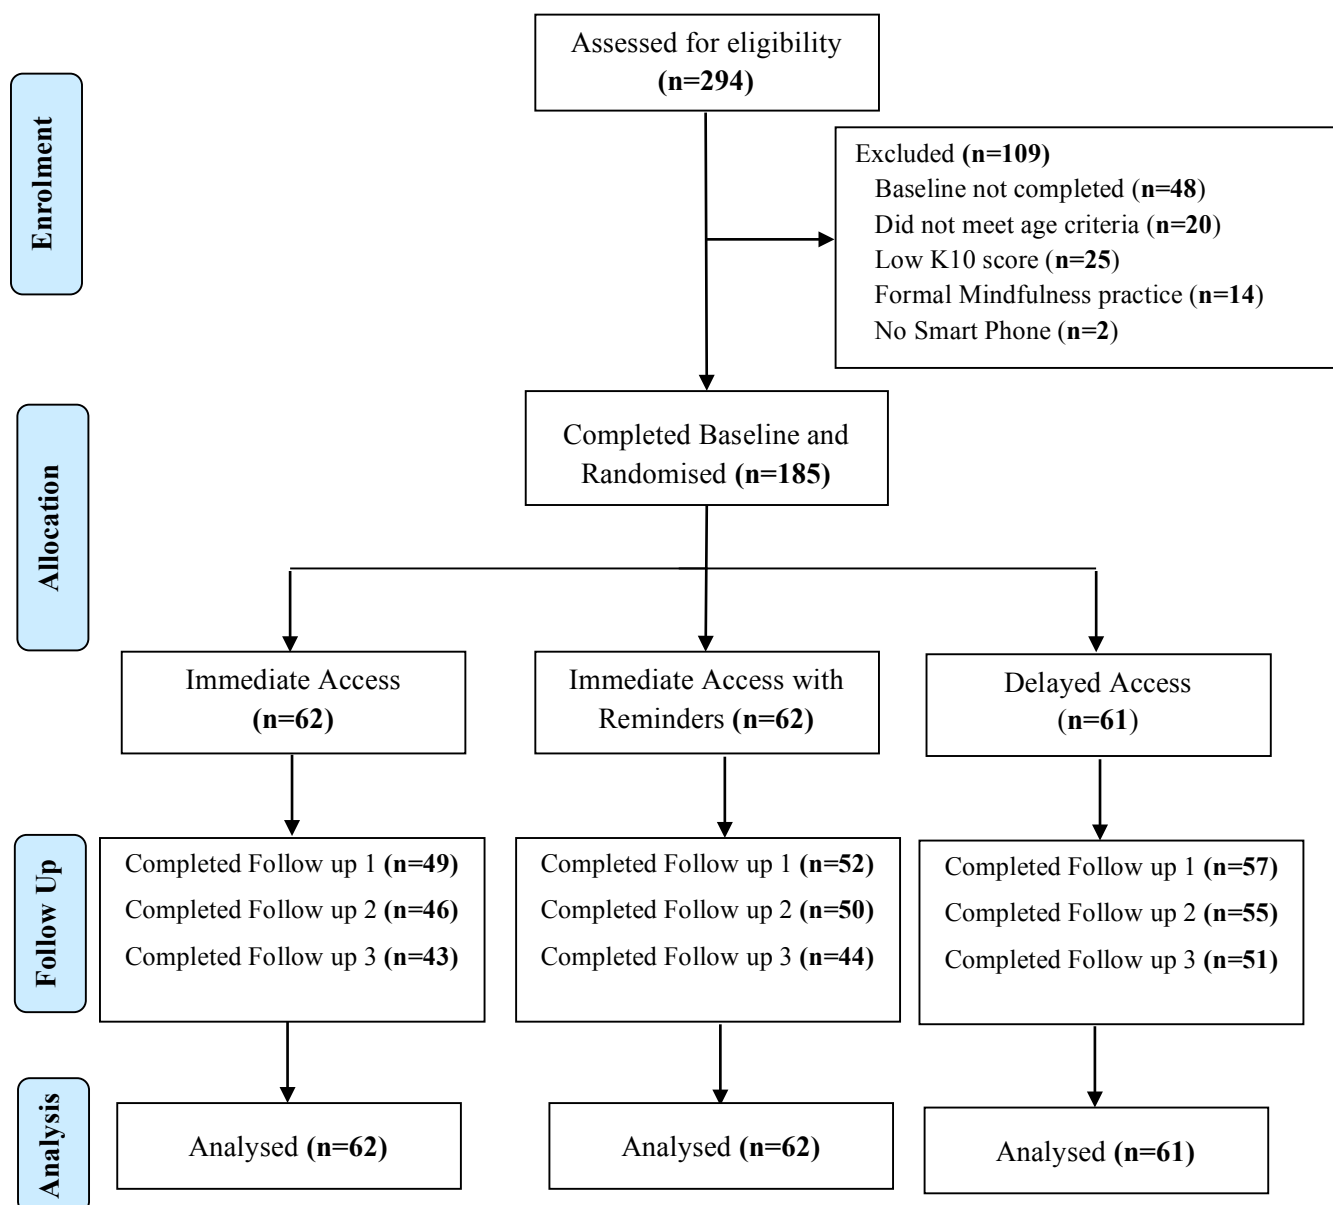 Enrolment
Assessed for eligibility
(n=294)
Excluded (n=109)
Baseline not completed (n=48)
Did not meet age criteria (n=20)
Low K10 score (n=25)
Formal Mindfulness practice (n=14)
No Smart Phone (n=2)
Allocation
Completed Baseline and
Randomised (n=185)
Immediate Access
(n=62)
Immediate Access with
Reminders (n=62)
Delayed Access
(n=61)
Follow Up
Completed Follow up 1 (n=49)
Completed Follow up 2 (n=46)
Completed Follow up 3 (n=43)
Completed Follow up 1 (n=52)
Completed Follow up 2 (n=50)
Completed Follow up 3 (n=44)
Completed Follow up 1 (n=57)
Completed Follow up 2 (n=55)
Completed Follow up 3 (n=51)
Analysis
Analysed (n=62)
Analysed (n=62)
Analysed (n=61)